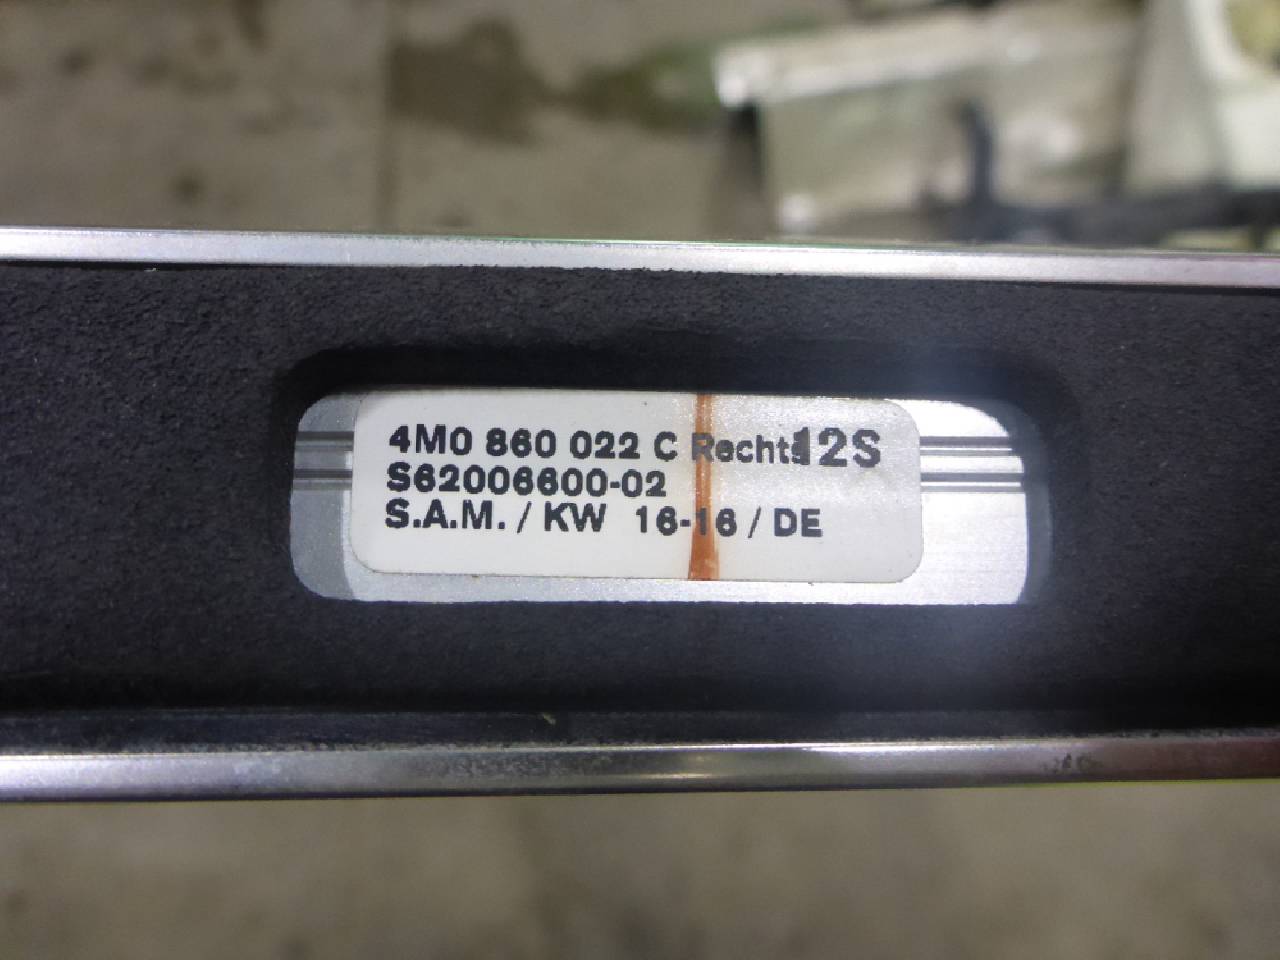 4M0 860 022 C Rechts 12S
S62006600-02
S.A.M. / KW 16-16 / DE